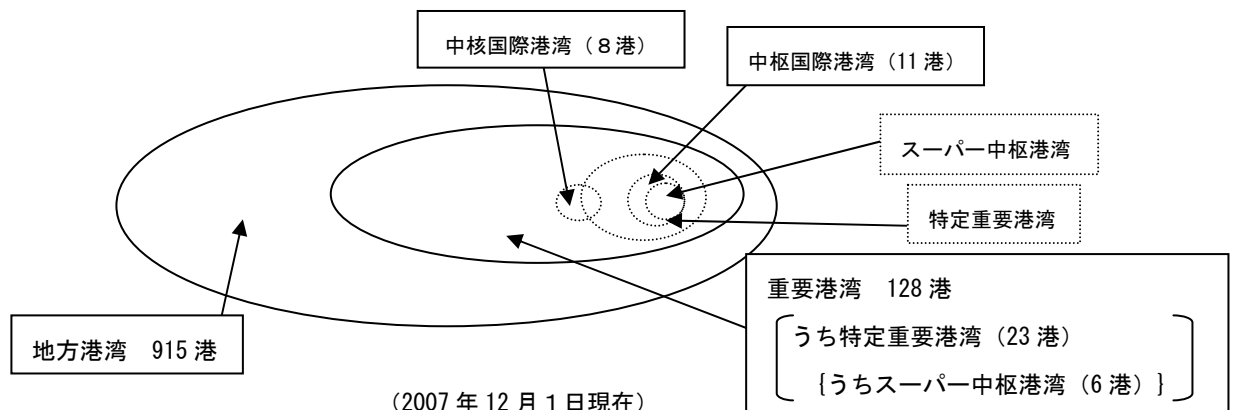 中核国際港湾（８港）
中枢国際港湾（11 港）
スーパー中枢港湾
特定重要港湾
重要港湾　128 港
うち特定重要港湾（23 港）
{うちスーパー中枢港湾（6 港）}
地方港湾　915 港
（2007 年 12 月１日現在）